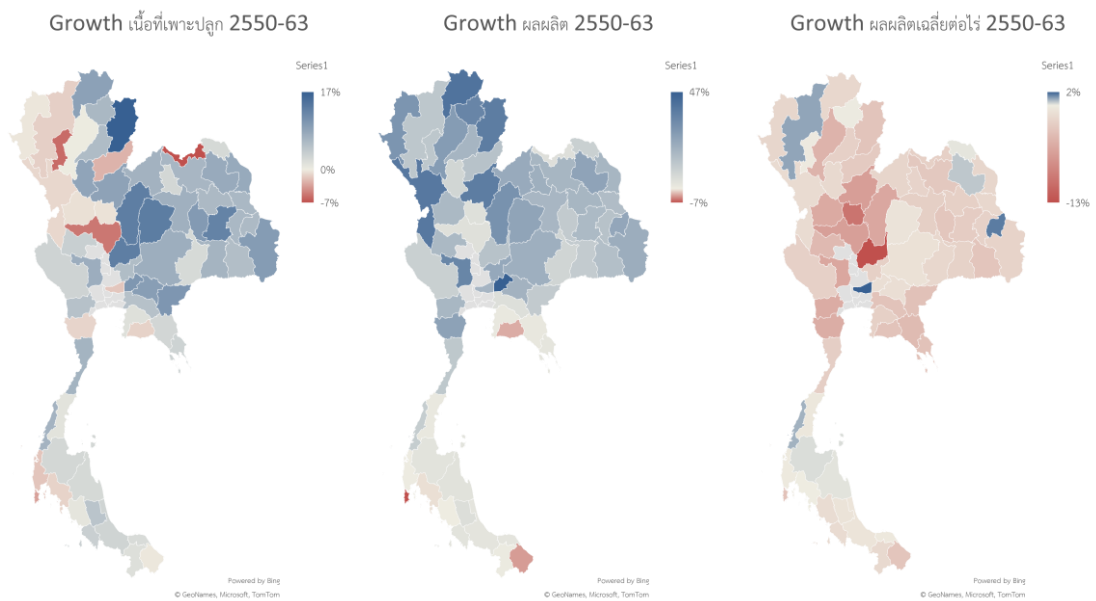 Growth เนื้อที่เพาะปลูก 2550-63
Series1
17%
0%
-7%
Powered by Bing
© GeoNames, Microsoft, TomTom
Growth ผลผลิต 2550-63
Series1
47%
-7%
Powered by Bing
© GeoNames, Microsoft, TomTom
Growth ผลผลิตเฉลี่ยต่อไร่ 2550-63
Series1
2%
-13%
Powered by Bing
© GeoNames, Microsoft, TomTom